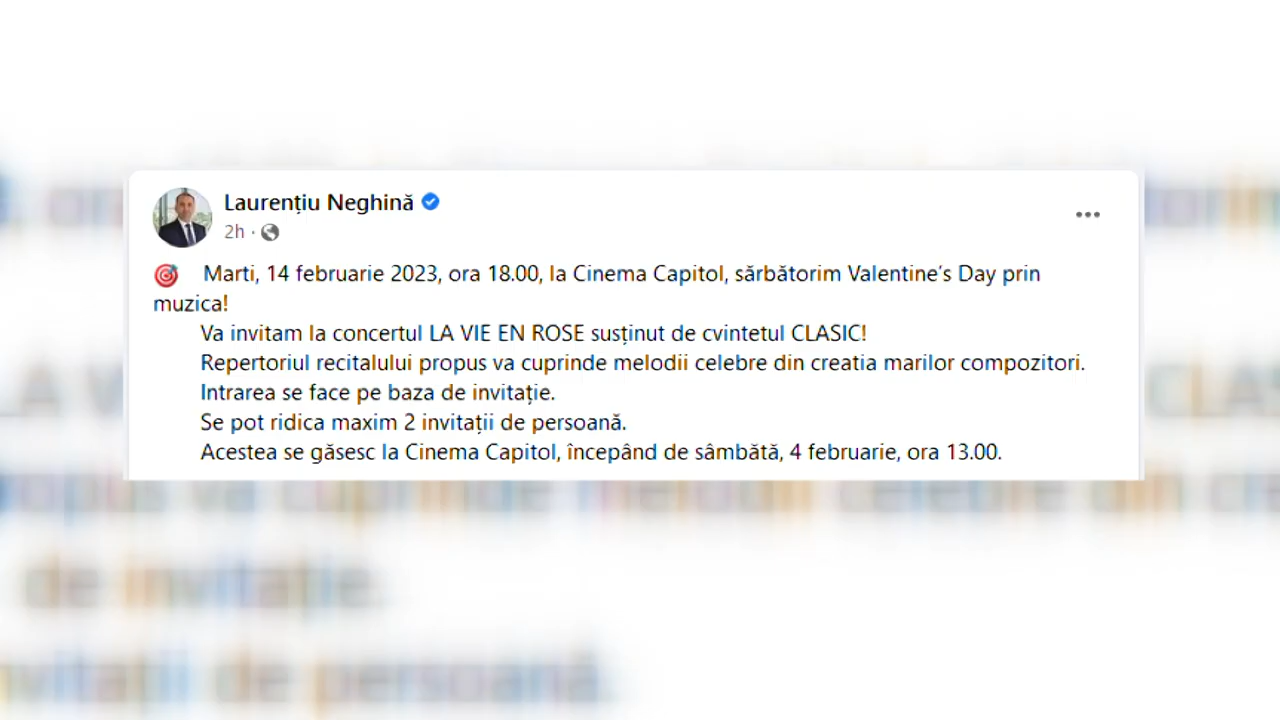 Laurențiu Neghină
2h ·
Marti, 14 februarie 2023, ora 18.00, la Cinema Capitol, sărbătorim Valentine's Day prin
muzica!
Va invitam la concertul LA VIE EN ROSE susținut de cvintetul CLASIC!
Repertoriul recitalului propus va cuprinde melodii celebre din creatia marilor compozitori.
Intrarea se face pe baza de invitație.
Se pot ridica maxim 2 invitații de persoană.
Acestea se găsesc la Cinema Capitol, începând de sâmbătă, 4 februarie, ora 13.00.